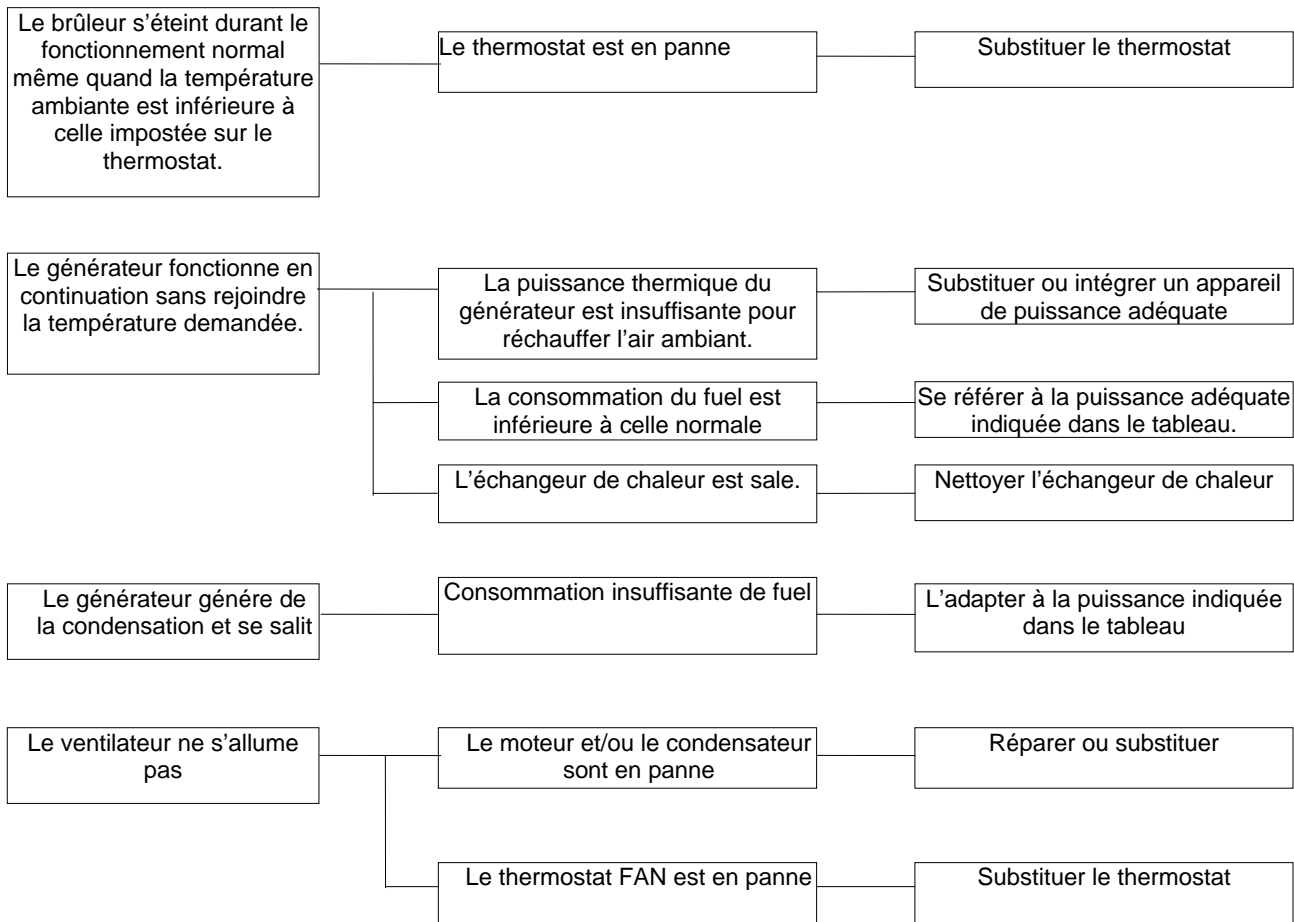 Le brûleur s’éteint durant le
fonctionnement normal
même quand la température
ambiante est inférieure à
celle impostée sur le
thermostat.
Le thermostat est en panne
Substituer le thermostat
Le générateur fonctionne en
continuation sans rejoindre
la température demandée.
La puissance thermique du
générateur est insuffisante pour
réchauffer l’air ambiant.
Substituer ou intégrer un appareil
de puissance adéquate
La consommation du fuel est
inférieure à celle normale
Se référer à la puissance adéquate
indiquée dans le tableau.
L’échangeur de chaleur est sale.
Nettoyer l’échangeur de chaleur
Le générateur génére de
la condensation et se salit
Consommation insuffisante de fuel
L’adapter à la puissance indiquée
dans le tableau
Le ventilateur ne s’allume
pas
Le moteur et/ou le condensateur
sont en panne
Réparer ou substituer
Le thermostat FAN est en panne
Substituer le thermostat